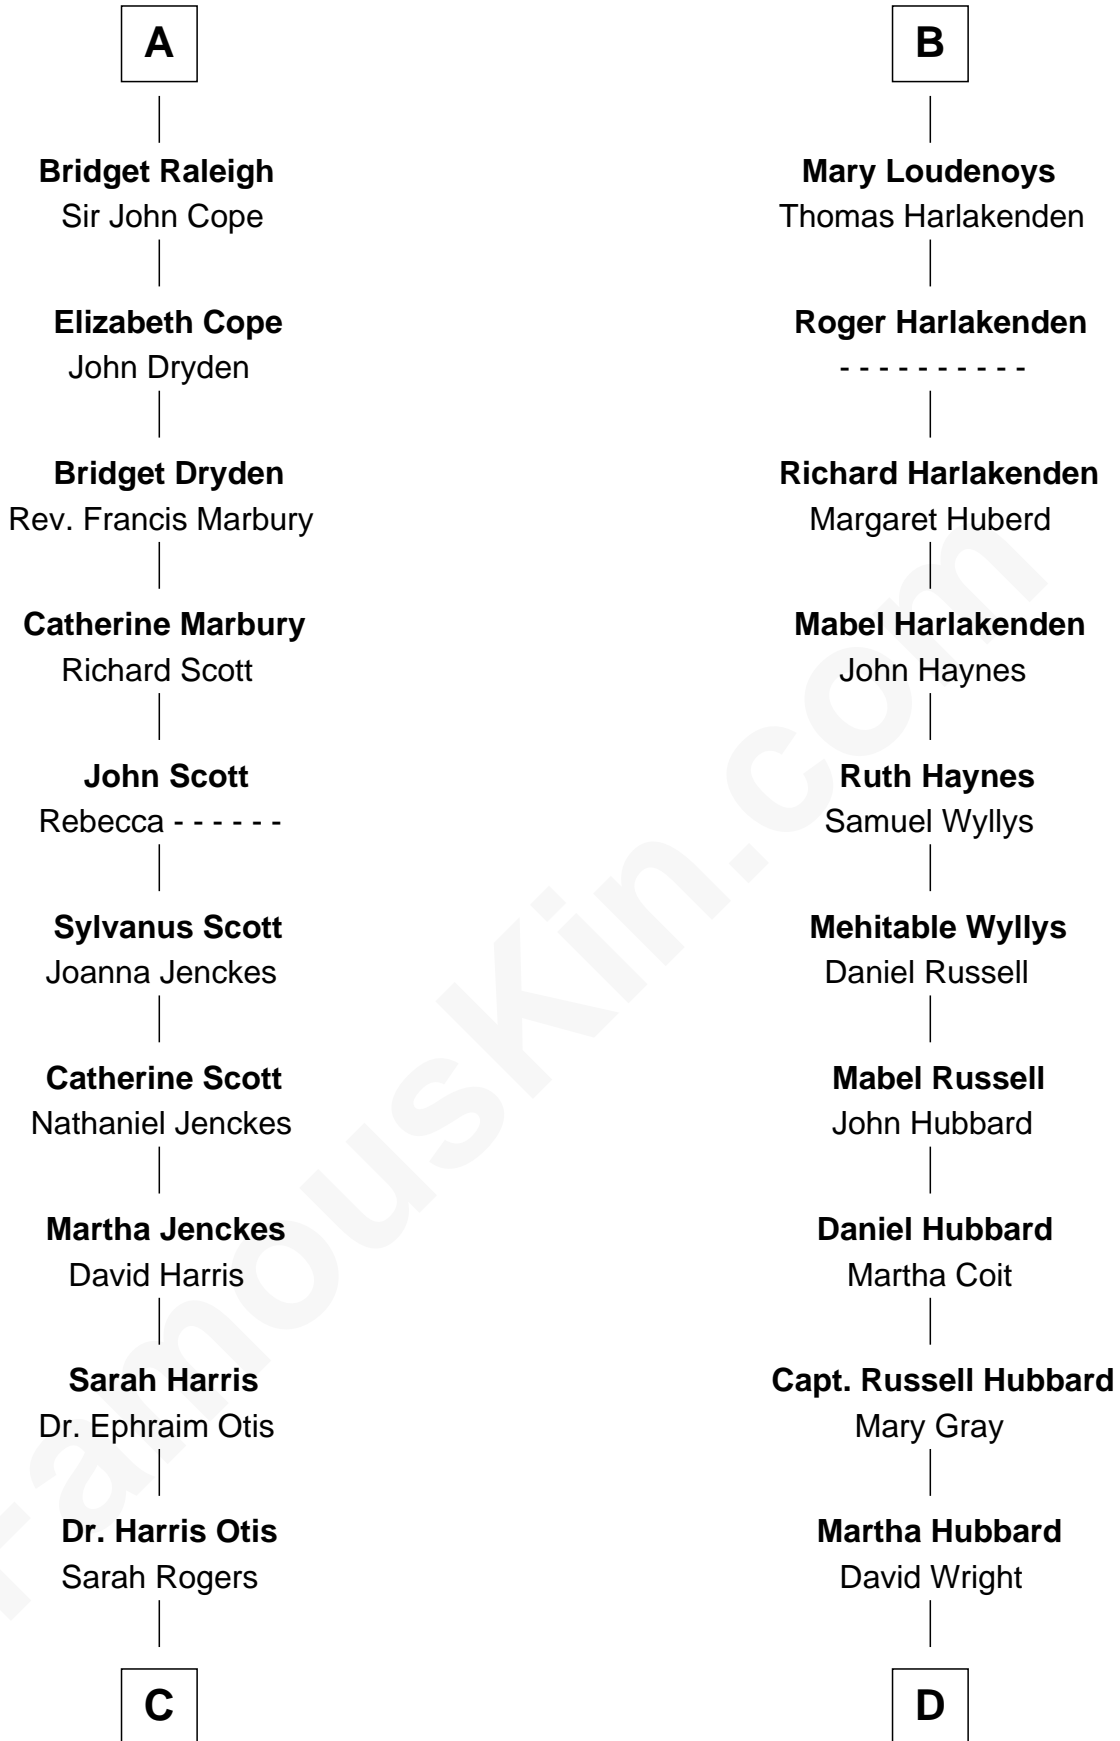 A
Bridget Raleigh
Sir John Cope
Elizabeth Cope
John Dryden
Bridget Dryden
Rev. Francis Marbury
Catherine Marbury
Richard Scott
John Scott
Rebecca - - - - - -
Sylvanus Scott
Joanna Jenckes
Catherine Scott
Nathaniel Jenckes
Martha Jenckes
David Harris
Sarah Harris
Dr. Ephraim Otis
Dr. Harris Otis
Sarah Rogers
C
B
Mary Loudenoys
Thomas Harlakenden
Roger Harlakenden
- - - - - - - - - -
Richard Harlakenden
Margaret Huberd
Mabel Harlakenden
John Haynes
Ruth Haynes
Samuel Wyllys
Mehitable Wyllys
Daniel Russell
Mabel Russell
John Hubbard
Daniel Hubbard
Martha Coit
Capt. Russell Hubbard
Mary Gray
Martha Hubbard
David Wright
D
FamousKin.com